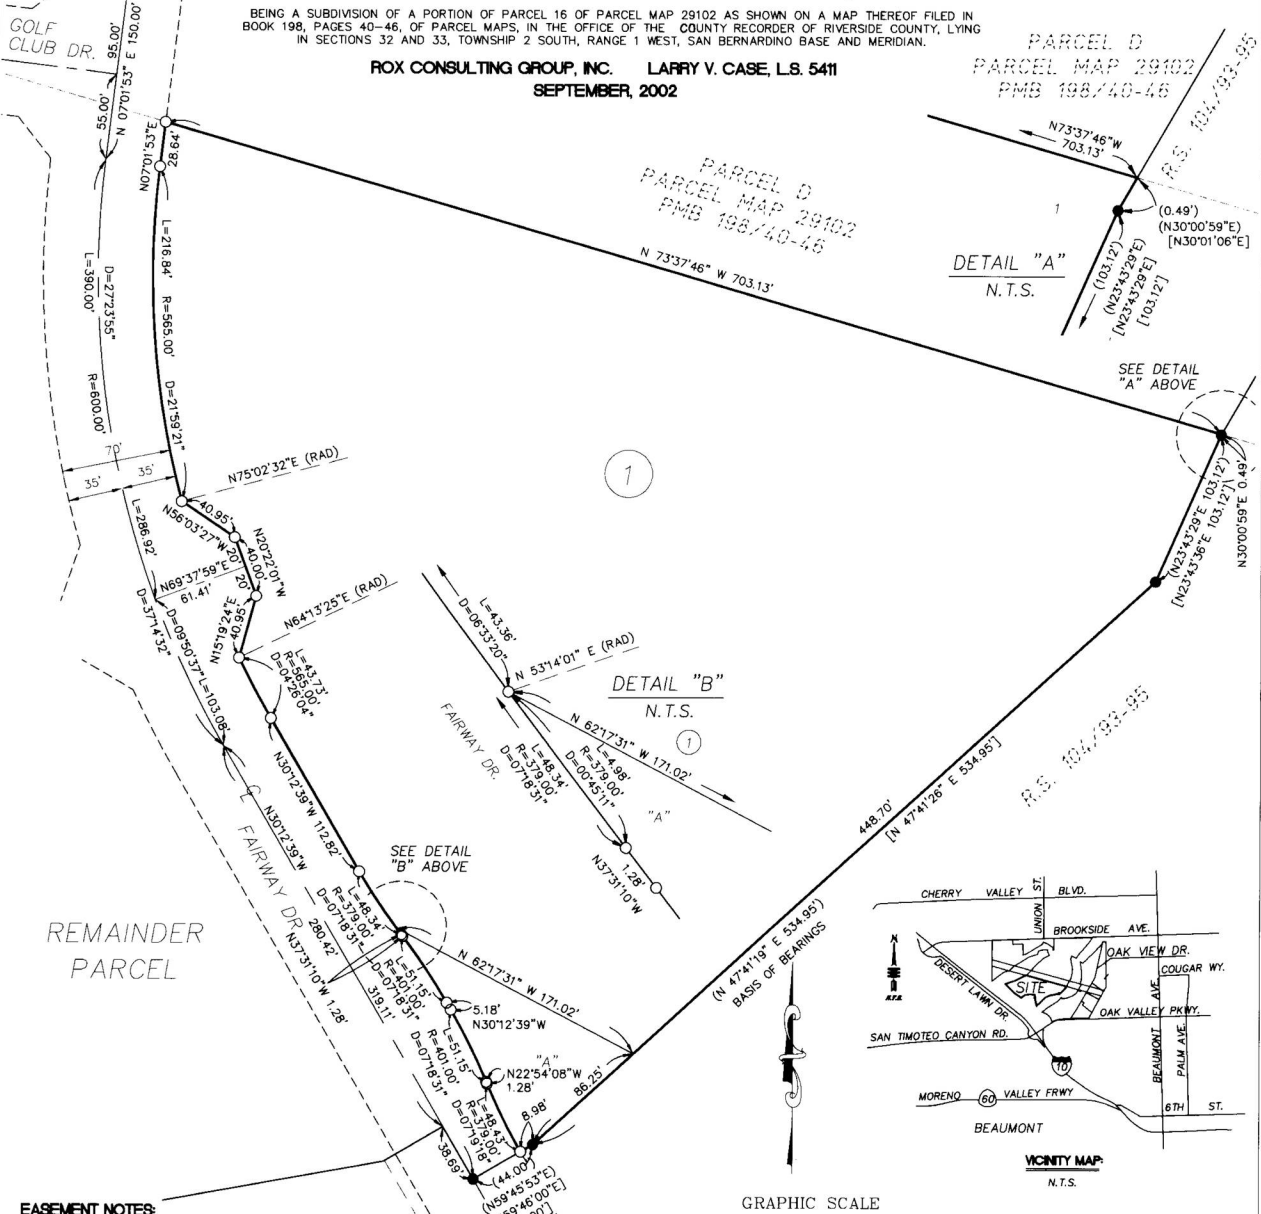 BEING A SUBDIVISION OF A PORTION OF PARCEL 16 OF PARCEL MAP 29102 AS SHOWN ON A MAP THEREOF FILED IN
BOOK 198, PAGES 40-46, OF PARCEL MAPS, IN THE OFFICE OF THE COUNTY RECORDER OF RIVERSIDE COUNTY, LYING
IN SECTIONS 32 AND 33, TOWNSHIP 2 SOUTH, RANGE 1 WEST, SAN BERNARDINO BASE AND MERIDIAN.
ROX CONSULTING GROUP, INC. LARRY V. CASE, L.S. 5411
SEPTEMBER, 2002
GOLF
CLUB DR.
95.00'
N 07°01'53" E 150.00'
55.00'
N07°01'53"E
28.64'
L=216.84' R=565.00' D=21°59'21"
D=27°23'55"
L=390.00'
R=600.00'
70'
35'
35'
N75°02'32"E (RAD)
40.95'
N56°03'27"W
20'
20'
N20°22'01"W
40.00'
L=286.92'
D=37°14'32"
N69°37'59"E
61.41'
N15°19'24"E
40.95'
N64°13'25"E (RAD)
D=09°50'37" L=103.08'
L=43.73'
R=565.00'
D=04°26'04"
N30°12'39"W 112.82'
N30°12'39"W
280.42'
FAIRWAY DR.
SEE DETAIL
"B" ABOVE
L=48.34'
R=379.00'
D=07°18'31"
N37°31'10"W 1.28'
319.11'
L=51.15'
R=401.00'
D=07°18'31"
5.18'
N30°12'39"W
L=51.15'
R=401.00'
D=07°18'31"
"A"
N22°54'08"W
1.28'
L=48.43'
R=379.00'
D=07°19'18"
8.98'
86.25'
38.69'
(44.00')
(N59°45'53"E)
N 62°17'31" W 171.02'
REMAINDER
PARCEL
EASEMENT NOTES:
PARCEL D
PARCEL MAP 29102
PMB 198/40-46
N 73°37'46" W 703.13'
1
PARCEL D
PARCEL MAP 29102
PMB 198/40-46
R.S. 104/93-95
N73°37'46"W
703.13'
1
(0.49')
(N30°00'59"E)
[N30°01'06"E]
(103.12')
(N23°43'29"E)
[N23°43'29"E]
[103.12']
DETAIL "A"
N.T.S.
SEE DETAIL
"A" ABOVE
(N23°43'29"E 103.12')
[N23°43'36"E 103.12']
N30°00'59"E 0.49'
L=43.36'
D=06°33'20"
N 53°14'01" E (RAD)
DETAIL "B"
N.T.S.
FAIRWAY DR.
N 62°17'31" W 171.02'
1
L=48.34'
R=379.00'
D=07°18'31"
L=4.98'
R=379.00'
D=00°45'11"
"A"
1.28'
N37°31'10"W
448.70'
[N 47°41'26" E 534.95']
(N 47°41'19" E 534.95')
BASIS OF BEARINGS
R.S. 104/93-95
GRAPHIC SCALE
CHERRY VALLEY BLVD.
UNION ST.
BROOKSIDE AVE.
OAK VIEW DR.
COUGAR WY.
DESERT LAWN DR.
SITE
OAK VALLEY PKWY.
SAN TIMOTEO CANYON RD.
BEAUMONT AVE.
PALM AVE.
10
MORENO 60 VALLEY FRWY
6TH ST.
BEAUMONT
N.T.S.
VICINITY MAP:
N.T.S.